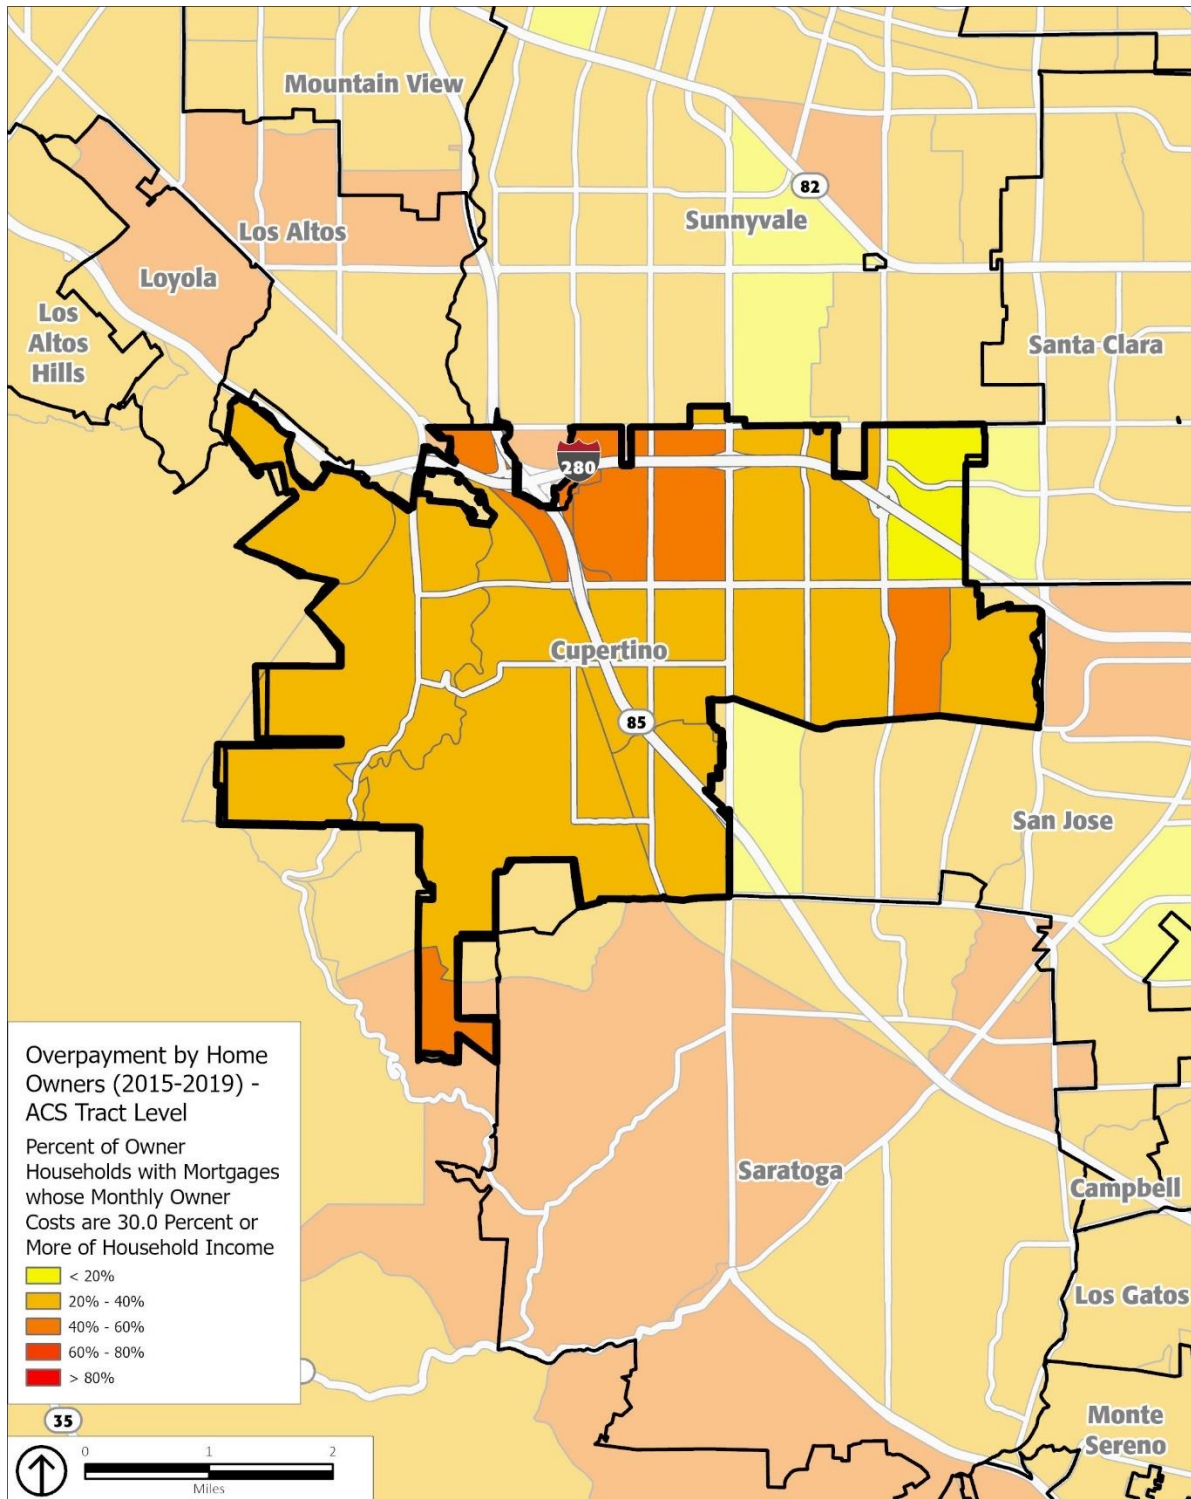 Mountain View
82
Sunnyvale
Los Altos
Loyola
Los
Altos
Hills
Santa Clara
280
Cupertino
85
San Jose
Saratoga
Campbell
Los Gatos
Monte
Sereno
Overpayment by Home
Owners (2015-2019) -
ACS Tract Level
Percent of Owner
Households with Mortgages
whose Monthly Owner
Costs are 30.0 Percent or
More of Household Income
< 20%
20% - 40%
40% - 60%
60% - 80%
> 80%
35
0 1 2
Miles